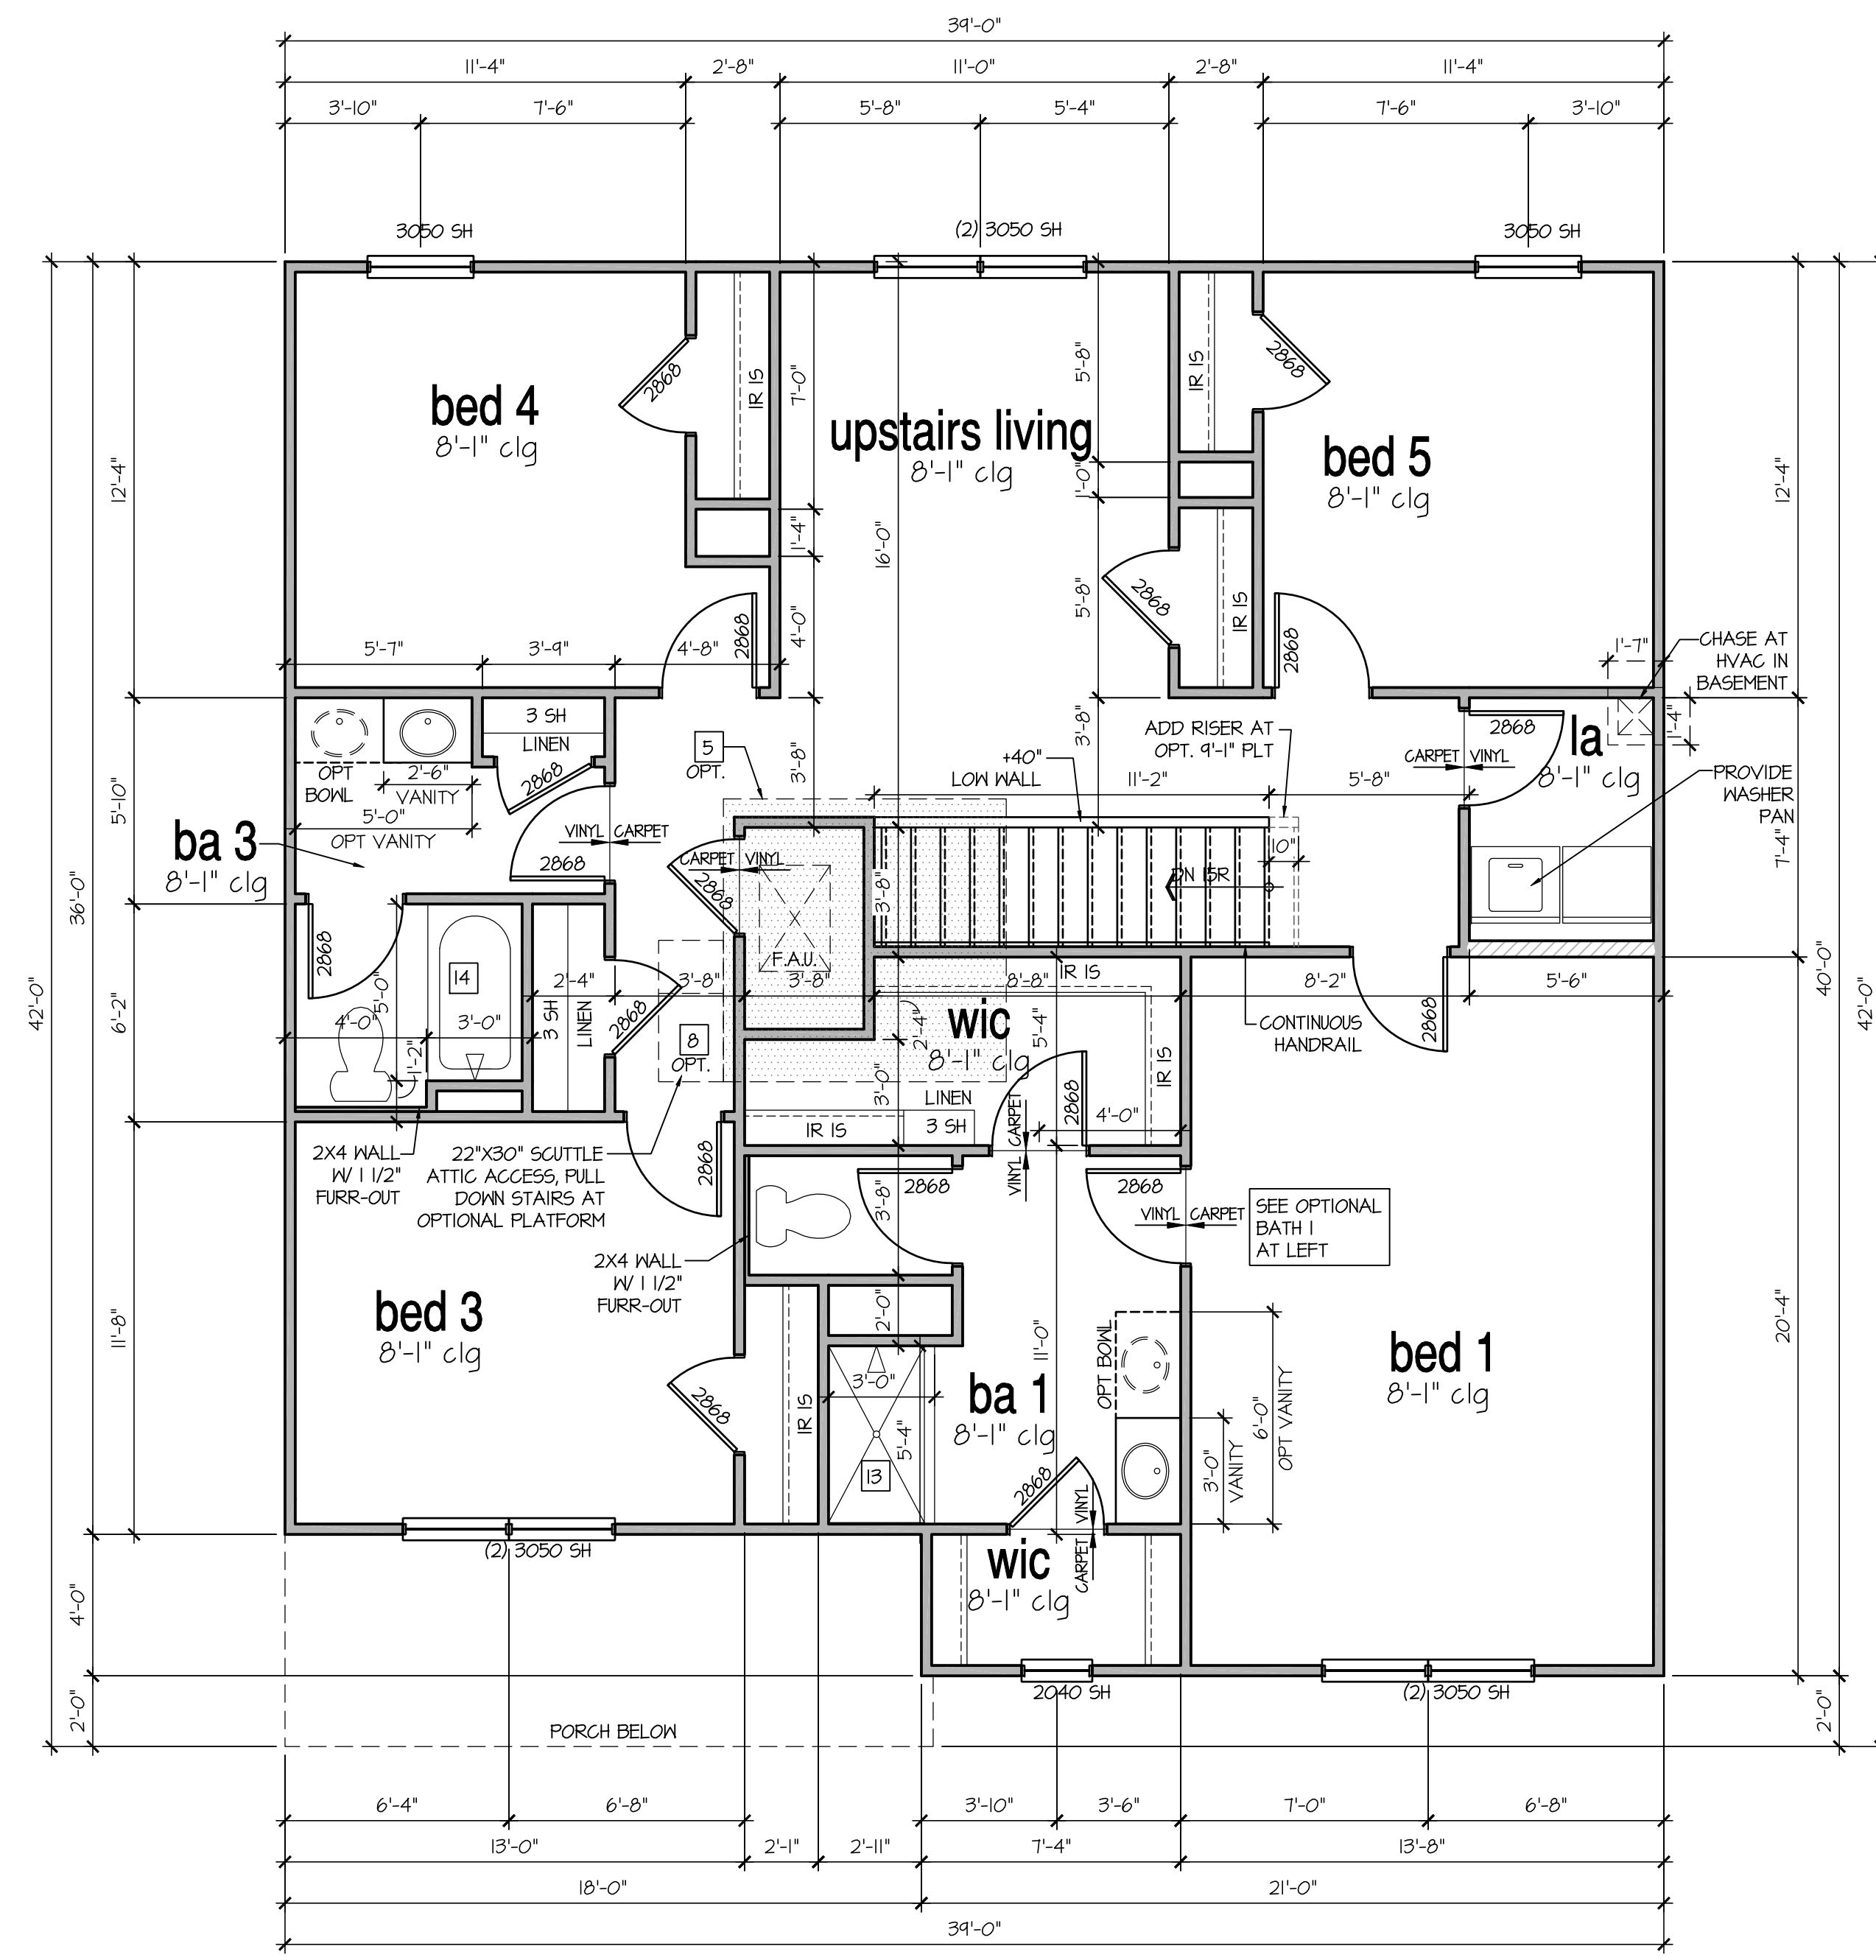 39'-0"
11'-4" 2'-8" 11'-0" 2'-8" 11'-4"
3'-10" 7'-6" 5'-8" 5'-4" 7'-6" 3'-10"
3050 SH (2) 3050 SH 3050 SH
bed 4
8'-1" clg
2868
1R 1S
7'-0"
1'-4"
4'-0"
3'-8"
16'-0"
upstairs living
8'-1" clg
5'-8"
1'-0"
5'-8"
3'-8"
1R 1S
2868
2868
1R 1S
bed 5
8'-1" clg
2868
12'-4"
5'-10"
6'-2"
11'-8"
36'-0"
4'-0"
2'-0"
42'-0"
12'-4"
7'-4"
20'-4"
40'-0"
2'-0"
42'-0"
5'-7" 3'-9" 4'-8"
2868
1'-7"
1'-4"
CHASE AT
HVAC IN
BASEMENT
3 SH
LINEN
2868
OPT
BOWL
2'-6"
VANITY
5'-0"
OPT VANITY
ba 3
8'-1" clg
VINYL CARPET
2868
5
OPT.
+40"
LOW WALL
ADD RISER AT
OPT. 9'-1" PLT
11'-2"
5'-8"
CARPET VINYL
2868
la
8'-1" clg
PROVIDE
WASHER
PAN
CARPET VINYL
2868
F.A.U.
3'-8"
DN 15R
10"
2868
14
5'-0"
4'-0"
3'-0"
1'-2"
2'-4"
3 SH
LINEN
2868
3'-8"
8
OPT.
3'-8"
8'-8"
1R 1S
wic
8'-1" clg
2'-4"
5'-4"
3'-0"
1R 1S
LINEN
3 SH
1R 1S
2868
4'-0"
VINYL CARPET
8'-2"
5'-6"
CONTINUOUS
HANDRAIL
2868
2X4 WALL
W/ 1 1/2"
FURR-OUT
22"X30" SCUTTLE
ATTIC ACCESS, PULL
DOWN STAIRS AT
OPTIONAL PLATFORM
2868
2X4 WALL
W/ 1 1/2"
FURR-OUT
2868
3'-8"
2868
VINYL CARPET
SEE OPTIONAL
BATH 1
AT LEFT
bed 3
8'-1" clg
2868
1R 1S
2'-0"
3'-0"
5'-4"
13
11'-0"
ba 1
8'-1" clg
OPT BOWL
3'-0"
VANITY
6'-0"
OPT VANITY
bed 1
8'-1" clg
2868
CARPET VINYL
wic
8'-1" clg
(2) 3050 SH
2040 SH
(2) 3050 SH
PORCH BELOW
6'-4" 6'-8" 3'-10" 3'-6" 7'-0" 6'-8"
13'-0" 2'-1" 2'-11" 7'-4" 13'-8"
18'-0" 21'-0"
39'-0"